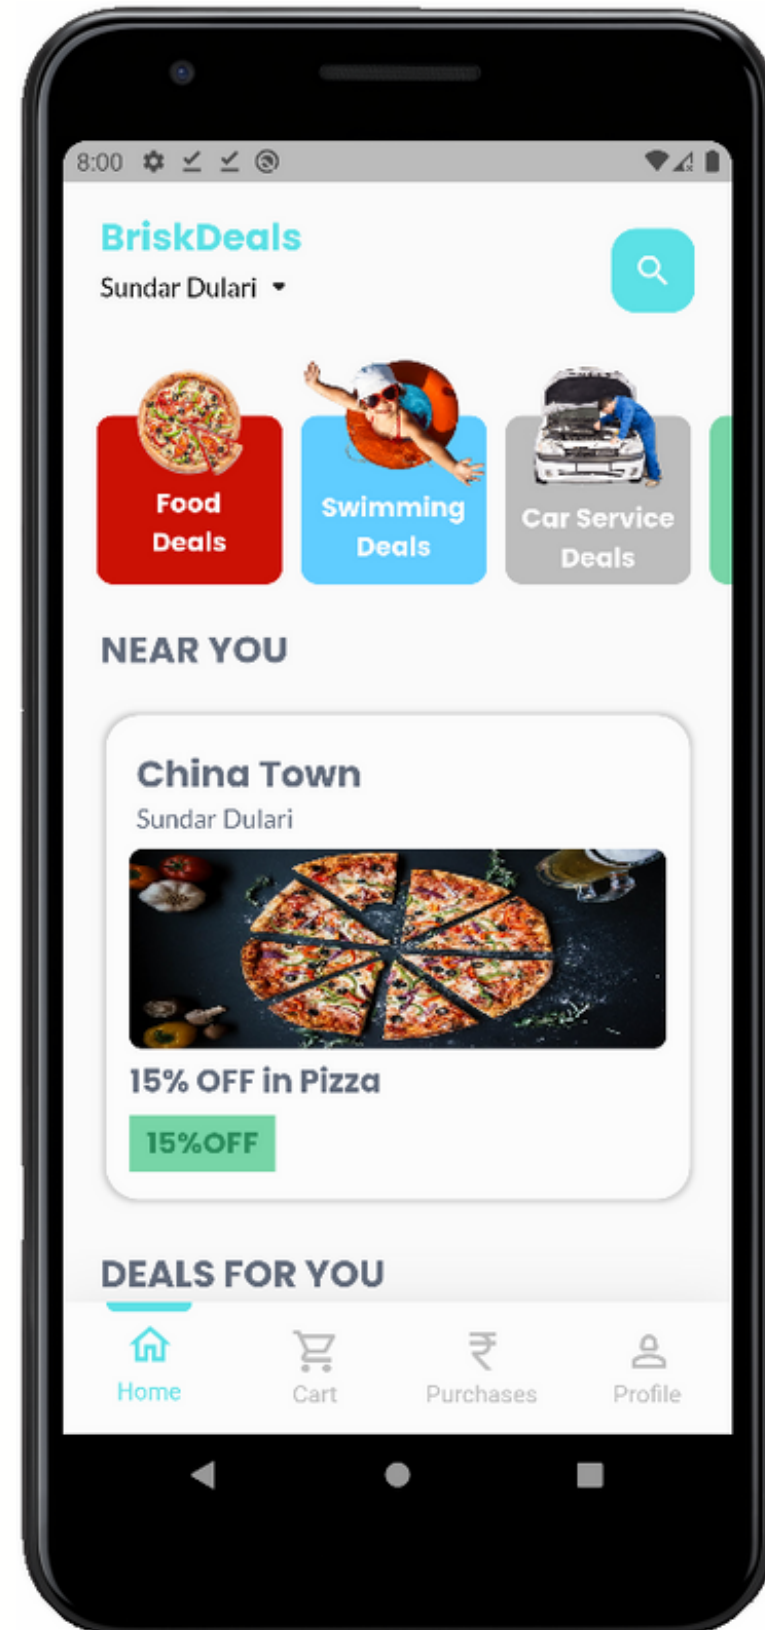 8:00
BriskDeals
Sundar Dulari
Food
Deals
Swimming
Deals
Car Service
Deals
NEAR YOU
China Town
Sundar Dulari
15% OFF in Pizza
15%OFF
DEALS FOR YOU
Home
Cart
Purchases
Profile